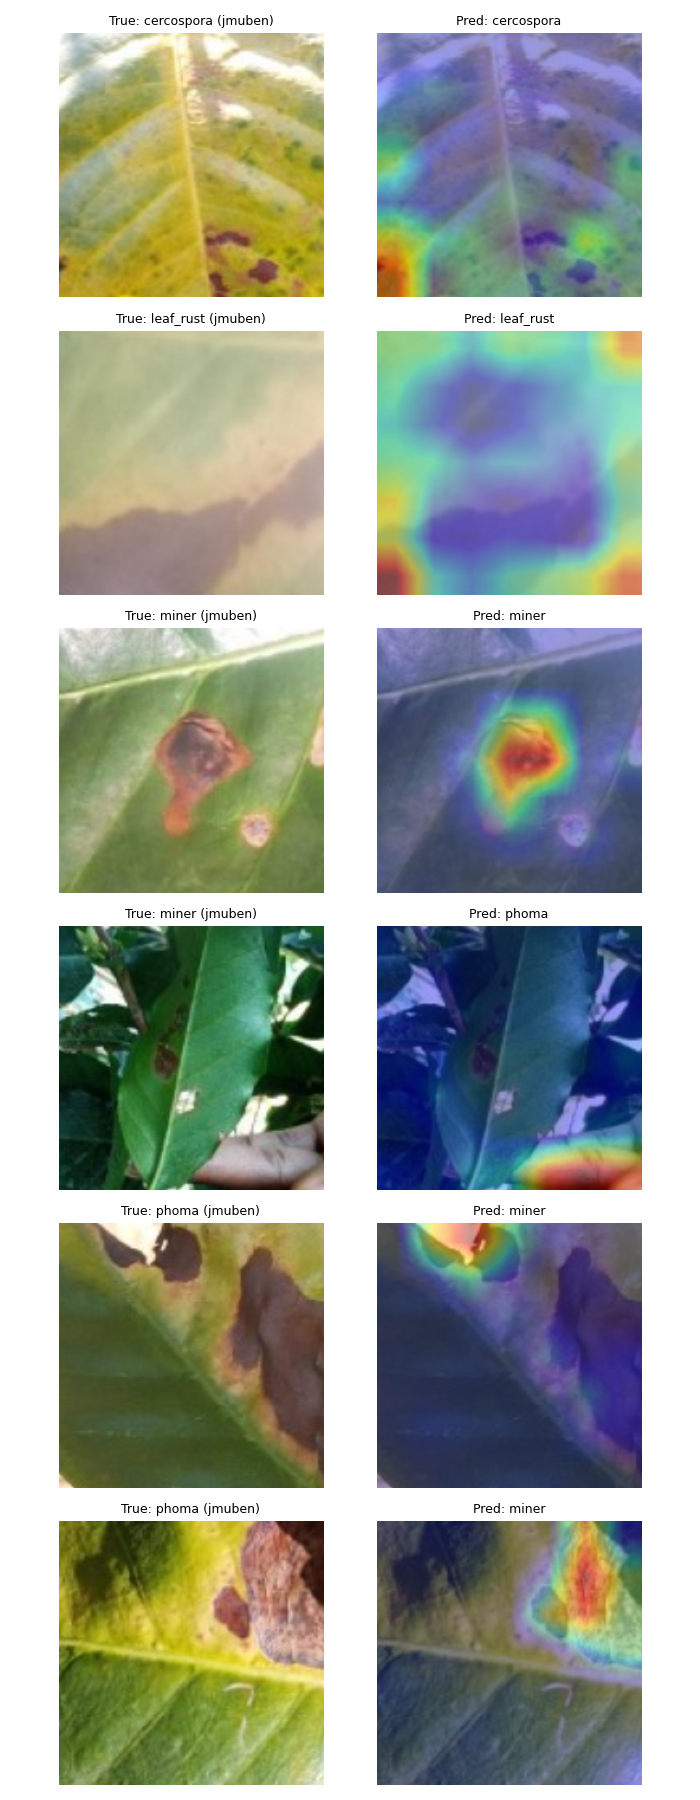 True: cercospora (jmuben)
Pred: cercospora
True: leaf_rust (jmuben)
Pred: leaf_rust
True: miner (jmuben)
Pred: miner
True: miner (jmuben)
Pred: phoma
True: phoma (jmuben)
Pred: miner
True: phoma (jmuben)
Pred: miner